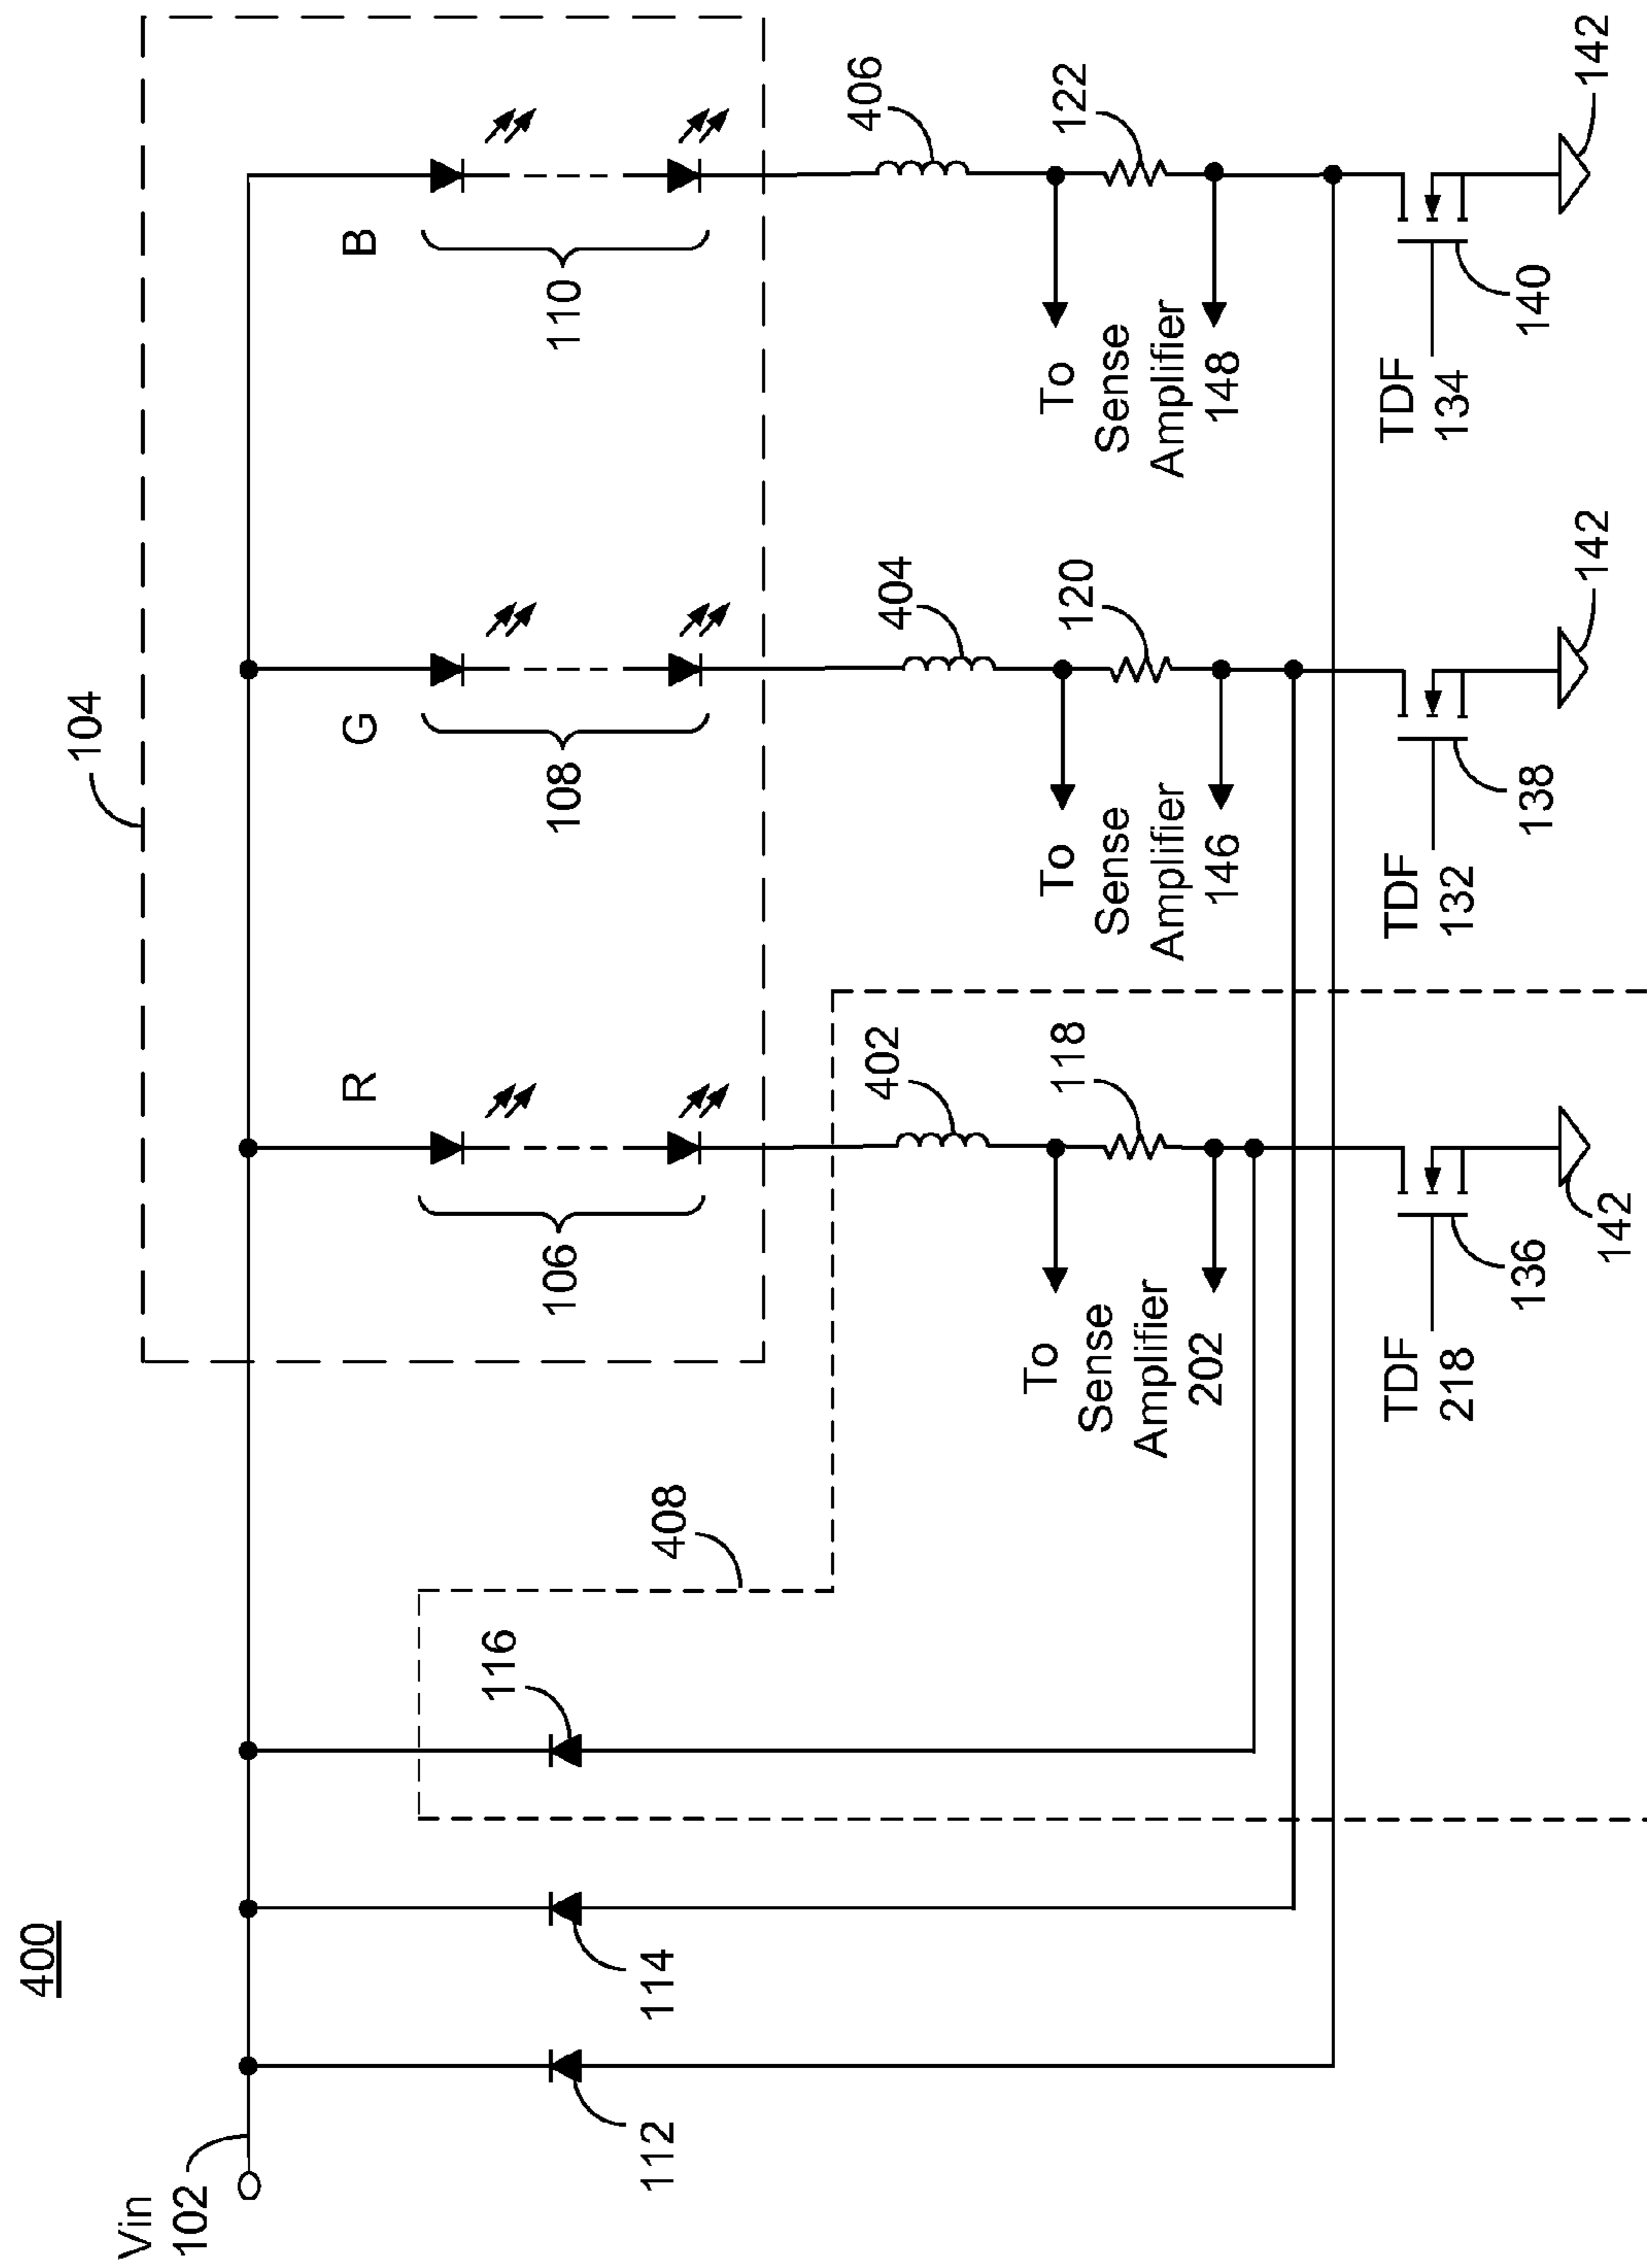 400
Vin
102
104
R
G
B
106
108
110
112
114
116
408
402
404
406
118
120
122
To
Sense
Amplifier
202
To
Sense
Amplifier
146
To
Sense
Amplifier
148
TDF
218
TDF
132
TDF
134
136
138
140
142
142
142